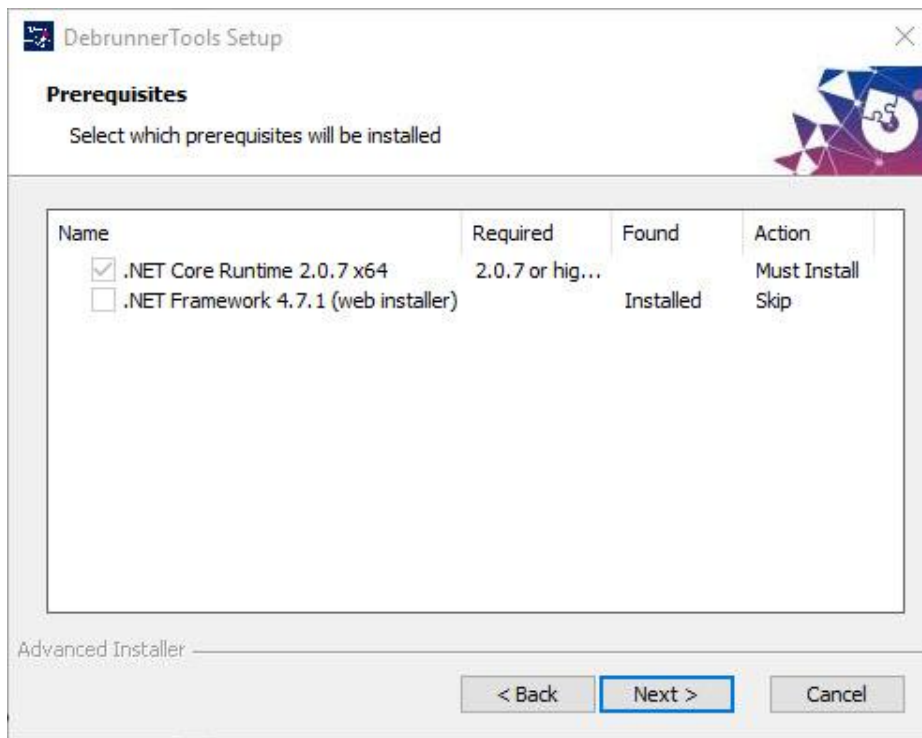 DebrunnerTools Setup
Prerequisites
Select which prerequisites will be installed
Name Required Found Action
.NET Core Runtime 2.0.7 x64 2.0.7 or hig... Must Install
.NET Framework 4.7.1 (web installer) Installed Skip
Advanced Installer
< Back Next > Cancel